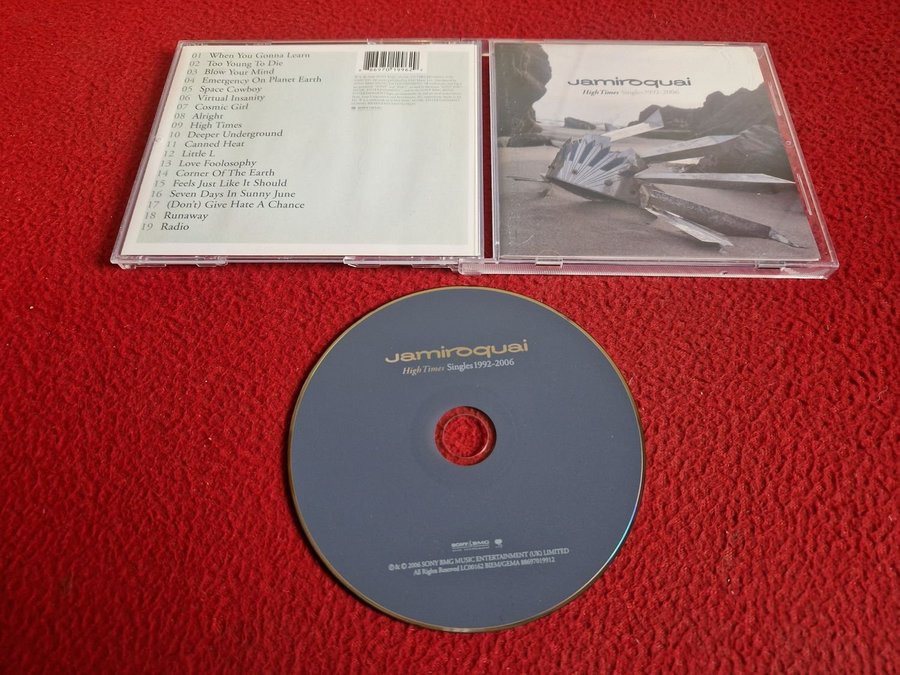 01 When You Gonna Learn
02 Too Young To Die
03 Blow Your Mind
04 Emergency On Planet Earth
05 Space Cowboy
06 Virtual Insanity
07 Cosmic Girl
08 Alright
09 High Times
10 Deeper Underground
11 Canned Heat
12 Little L
13 Love Foolosophy
14 Corner Of The Earth
15 Feels Just Like It Should
16 Seven Days In Sunny June
17 (Don't) Give Hate A Chance
18 Runaway
19 Radio
Jamiroquai
High Times Singles 1992-2006
Jamiroquai
High Times Singles 1992-2006
SONY BMG
℗ & © 2006 SONY BMG MUSIC ENTERTAINMENT (UK) LIMITED
All Rights Reserved LC00162 BIEM/GEMA 88697019912